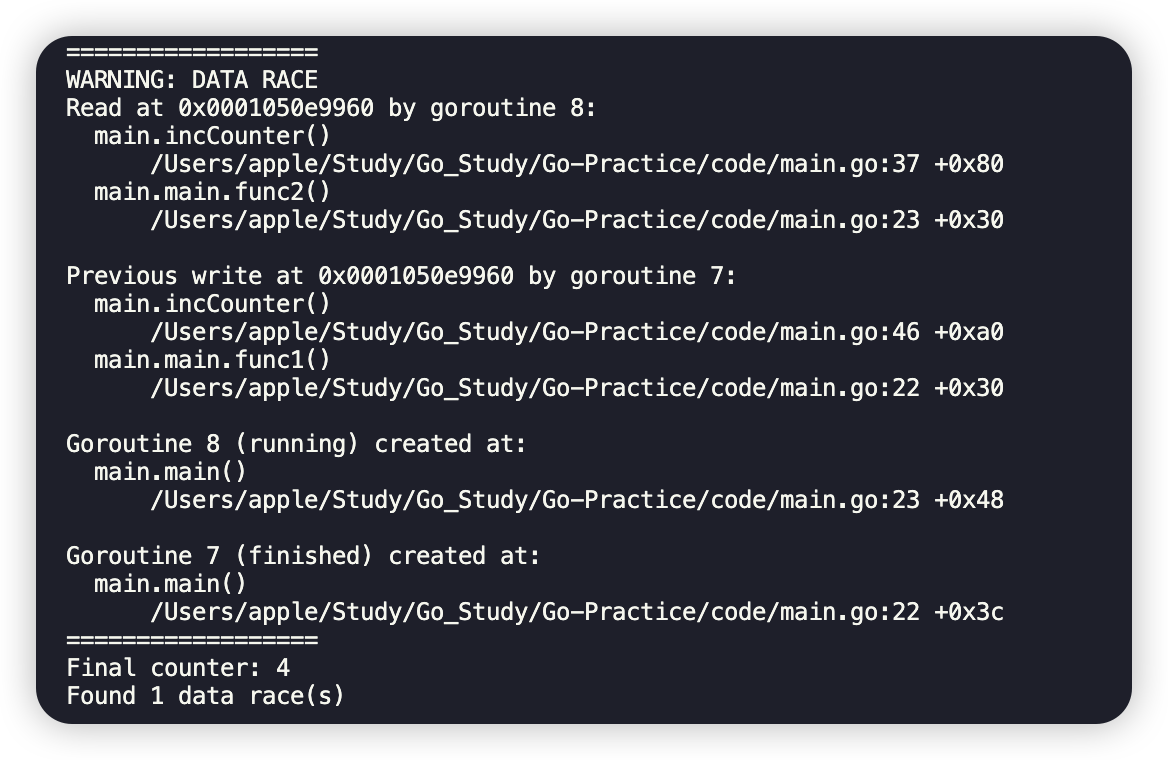 ==================
WARNING: DATA RACE
Read at 0x0001050e9960 by goroutine 8:
  main.incCounter()
      /Users/apple/Study/Go_Study/Go-Practice/code/main.go:37 +0x80
  main.main.func2()
      /Users/apple/Study/Go_Study/Go-Practice/code/main.go:23 +0x30

Previous write at 0x0001050e9960 by goroutine 7:
  main.incCounter()
      /Users/apple/Study/Go_Study/Go-Practice/code/main.go:46 +0xa0
  main.main.func1()
      /Users/apple/Study/Go_Study/Go-Practice/code/main.go:22 +0x30

Goroutine 8 (running) created at:
  main.main()
      /Users/apple/Study/Go_Study/Go-Practice/code/main.go:23 +0x48

Goroutine 7 (finished) created at:
  main.main()
      /Users/apple/Study/Go_Study/Go-Practice/code/main.go:22 +0x3c
==================
Final counter: 4
Found 1 data race(s)